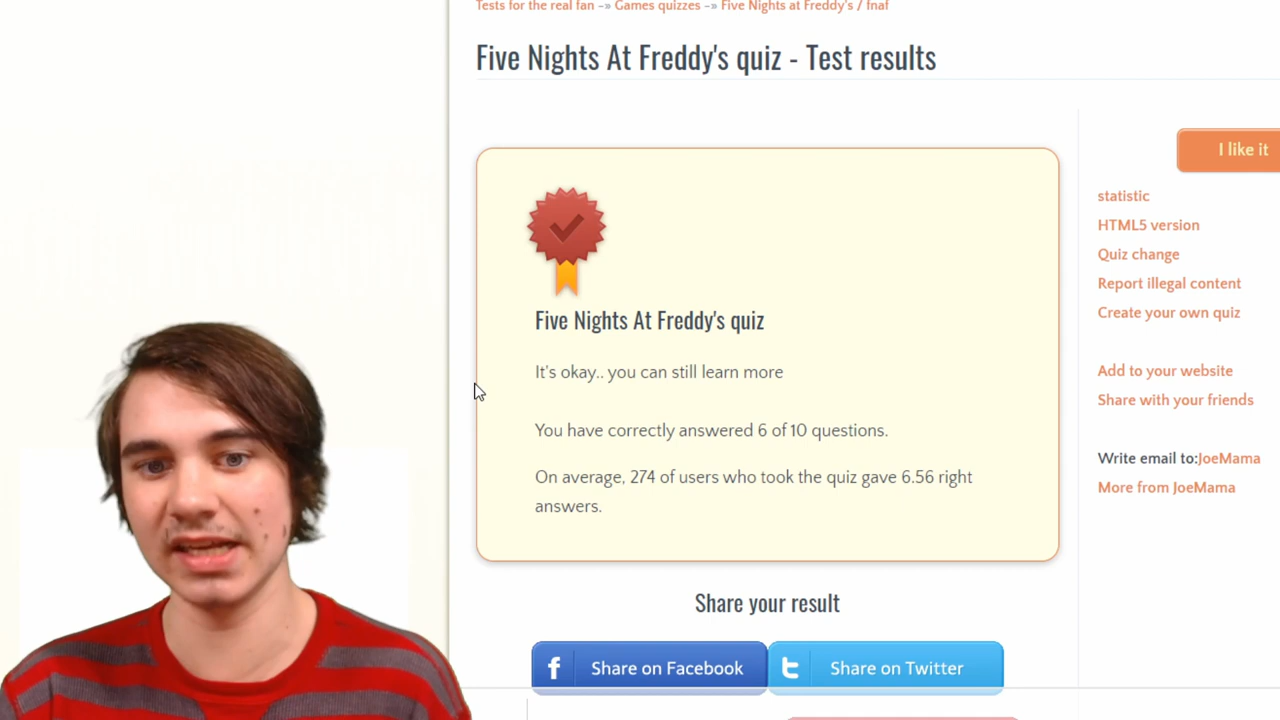 Tests for the real fan -» Games quizzes -» Five Nights at Freddy's / fnaf
Five Nights At Freddy's quiz - Test results
I like it
statistic
HTML5 version
Quiz change
Report illegal content
Create your own quiz
Add to your website
Share with your friends
Write email to:JoeMama
More from JoeMama
Five Nights At Freddy's quiz
It's okay.. you can still learn more
You have correctly answered 6 of 10 questions.
On average, 274 of users who took the quiz gave 6.56 right
answers.
Share your result
f Share on Facebook
t Share on Twitter